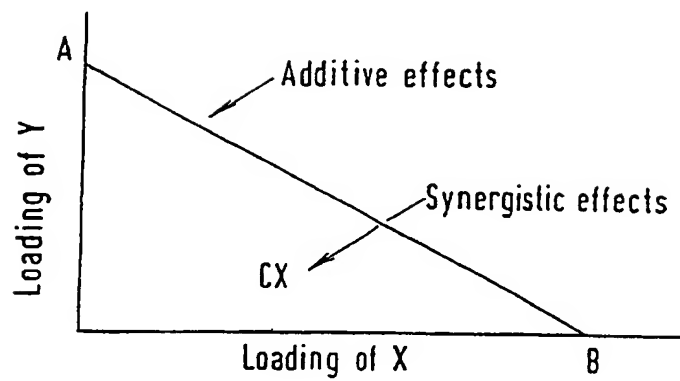 A
Additive effects
Loading of Y
Synergistic effects
CX
Loading of X
B